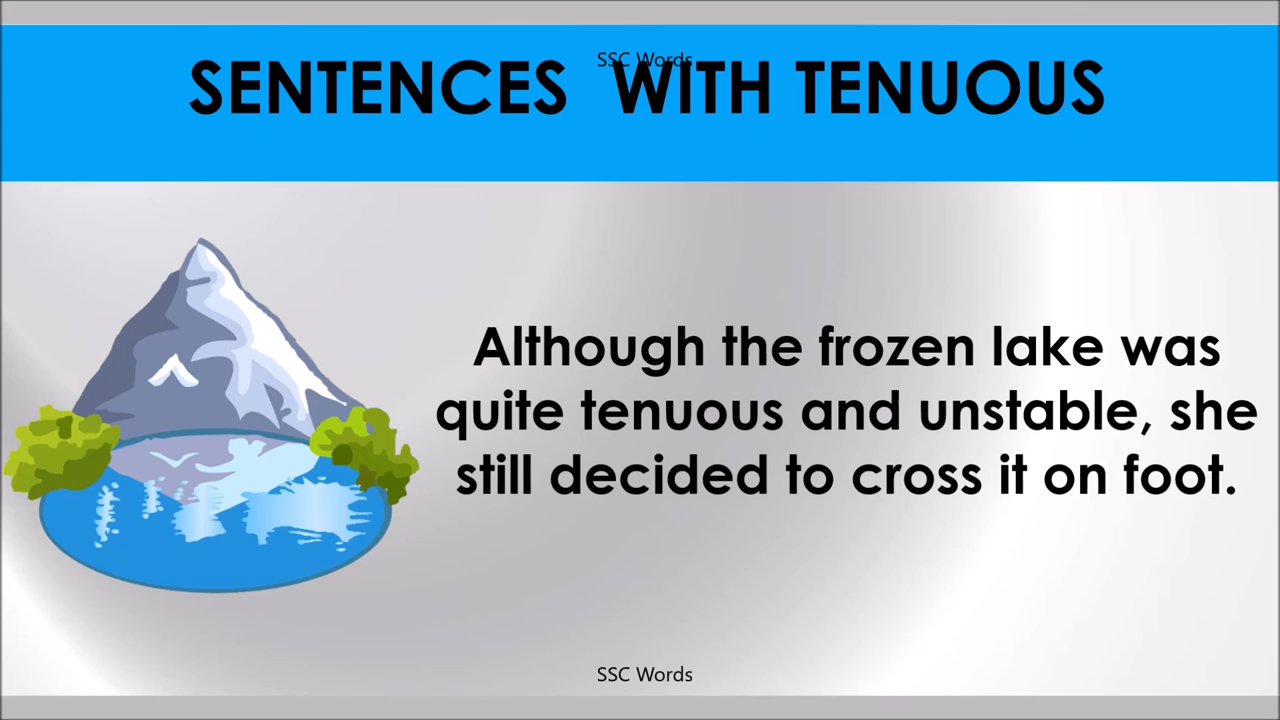 SSC Words
SENTENCES WITH TENUOUS
Although the frozen lake was
quite tenuous and unstable, she
still decided to cross it on foot.
SSC Words